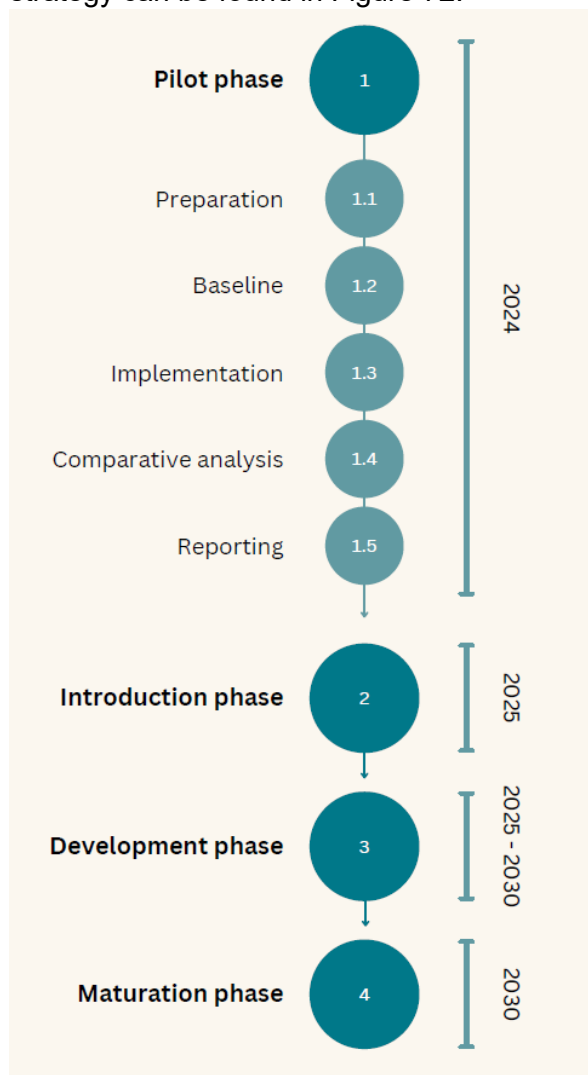 Pilot phase 1
Preparation 1.1
Baseline 1.2
Implementation 1.3
Comparative analysis 1.4
Reporting 1.5
2024
Introduction phase 2
2025
Development phase 3
2025 - 2030
Maturation phase 4
2030